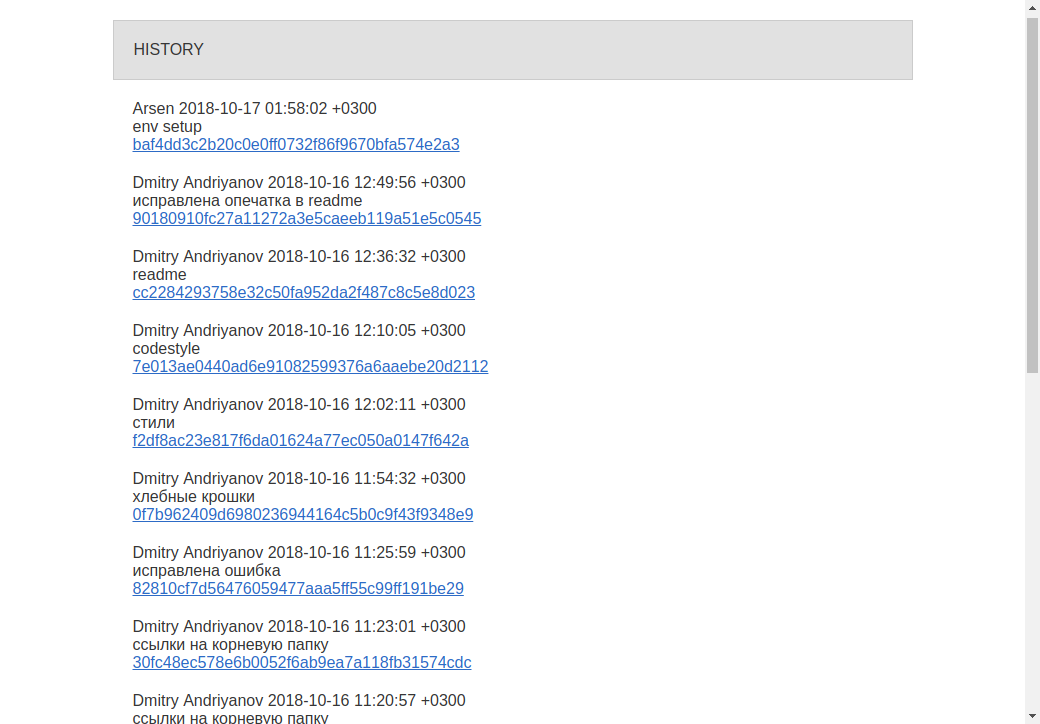 HISTORY
Arsen 2018-10-17 01:58:02 +0300
env setup
baf4dd3c2b20c0e0ff0732f86f9670bfa574e2a3
Dmitry Andriyanov 2018-10-16 12:49:56 +0300
исправлена опечатка в readme
90180910fc27a11272a3e5caeeb119a51e5c0545
Dmitry Andriyanov 2018-10-16 12:36:32 +0300
readme
cc2284293758e32c50fa952da2f487c8c5e8d023
Dmitry Andriyanov 2018-10-16 12:10:05 +0300
codestyle
7e013ae0440ad6e91082599376a6aaebe20d2112
Dmitry Andriyanov 2018-10-16 12:02:11 +0300
стили
f2df8ac23e817f6da01624a77ec050a0147f642a
Dmitry Andriyanov 2018-10-16 11:54:32 +0300
хлебные крошки
0f7b962409d6980236944164c5b0c9f43f9348e9
Dmitry Andriyanov 2018-10-16 11:25:59 +0300
исправлена ошибка
82810cf7d56476059477aaa5ff55c99ff191be29
Dmitry Andriyanov 2018-10-16 11:23:01 +0300
ссылки на корневую папку
30fc48ec578e6b0052f6ab9ea7a118fb31574cdc
Dmitry Andriyanov 2018-10-16 11:20:57 +0300
ссылки на корневую папку